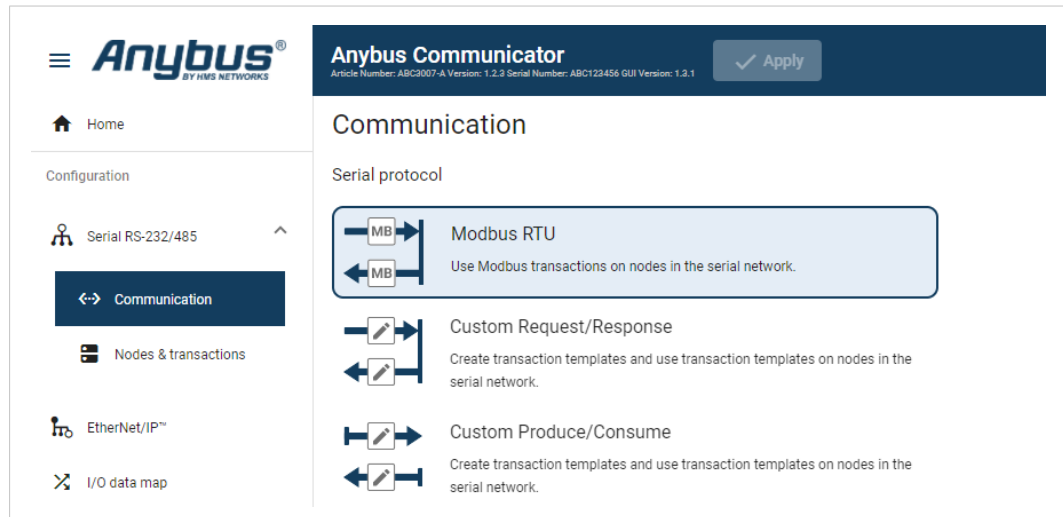 Anybus®
BY HMS NETWORKS
Anybus Communicator
Article Number: ABC3007-A Version: 1.2.3 Serial Number: ABC123456 GUI Version: 1.3.1
Apply
Home
Configuration
Serial RS-232/485
Communication
Nodes & transactions
EtherNet/IP™
I/O data map
Communication
Serial protocol
MB
MB
Modbus RTU
Use Modbus transactions on nodes in the serial network.
Custom Request/Response
Create transaction templates and use transaction templates on nodes in the
serial network.
Custom Produce/Consume
Create transaction templates and use transaction templates on nodes in the
serial network.